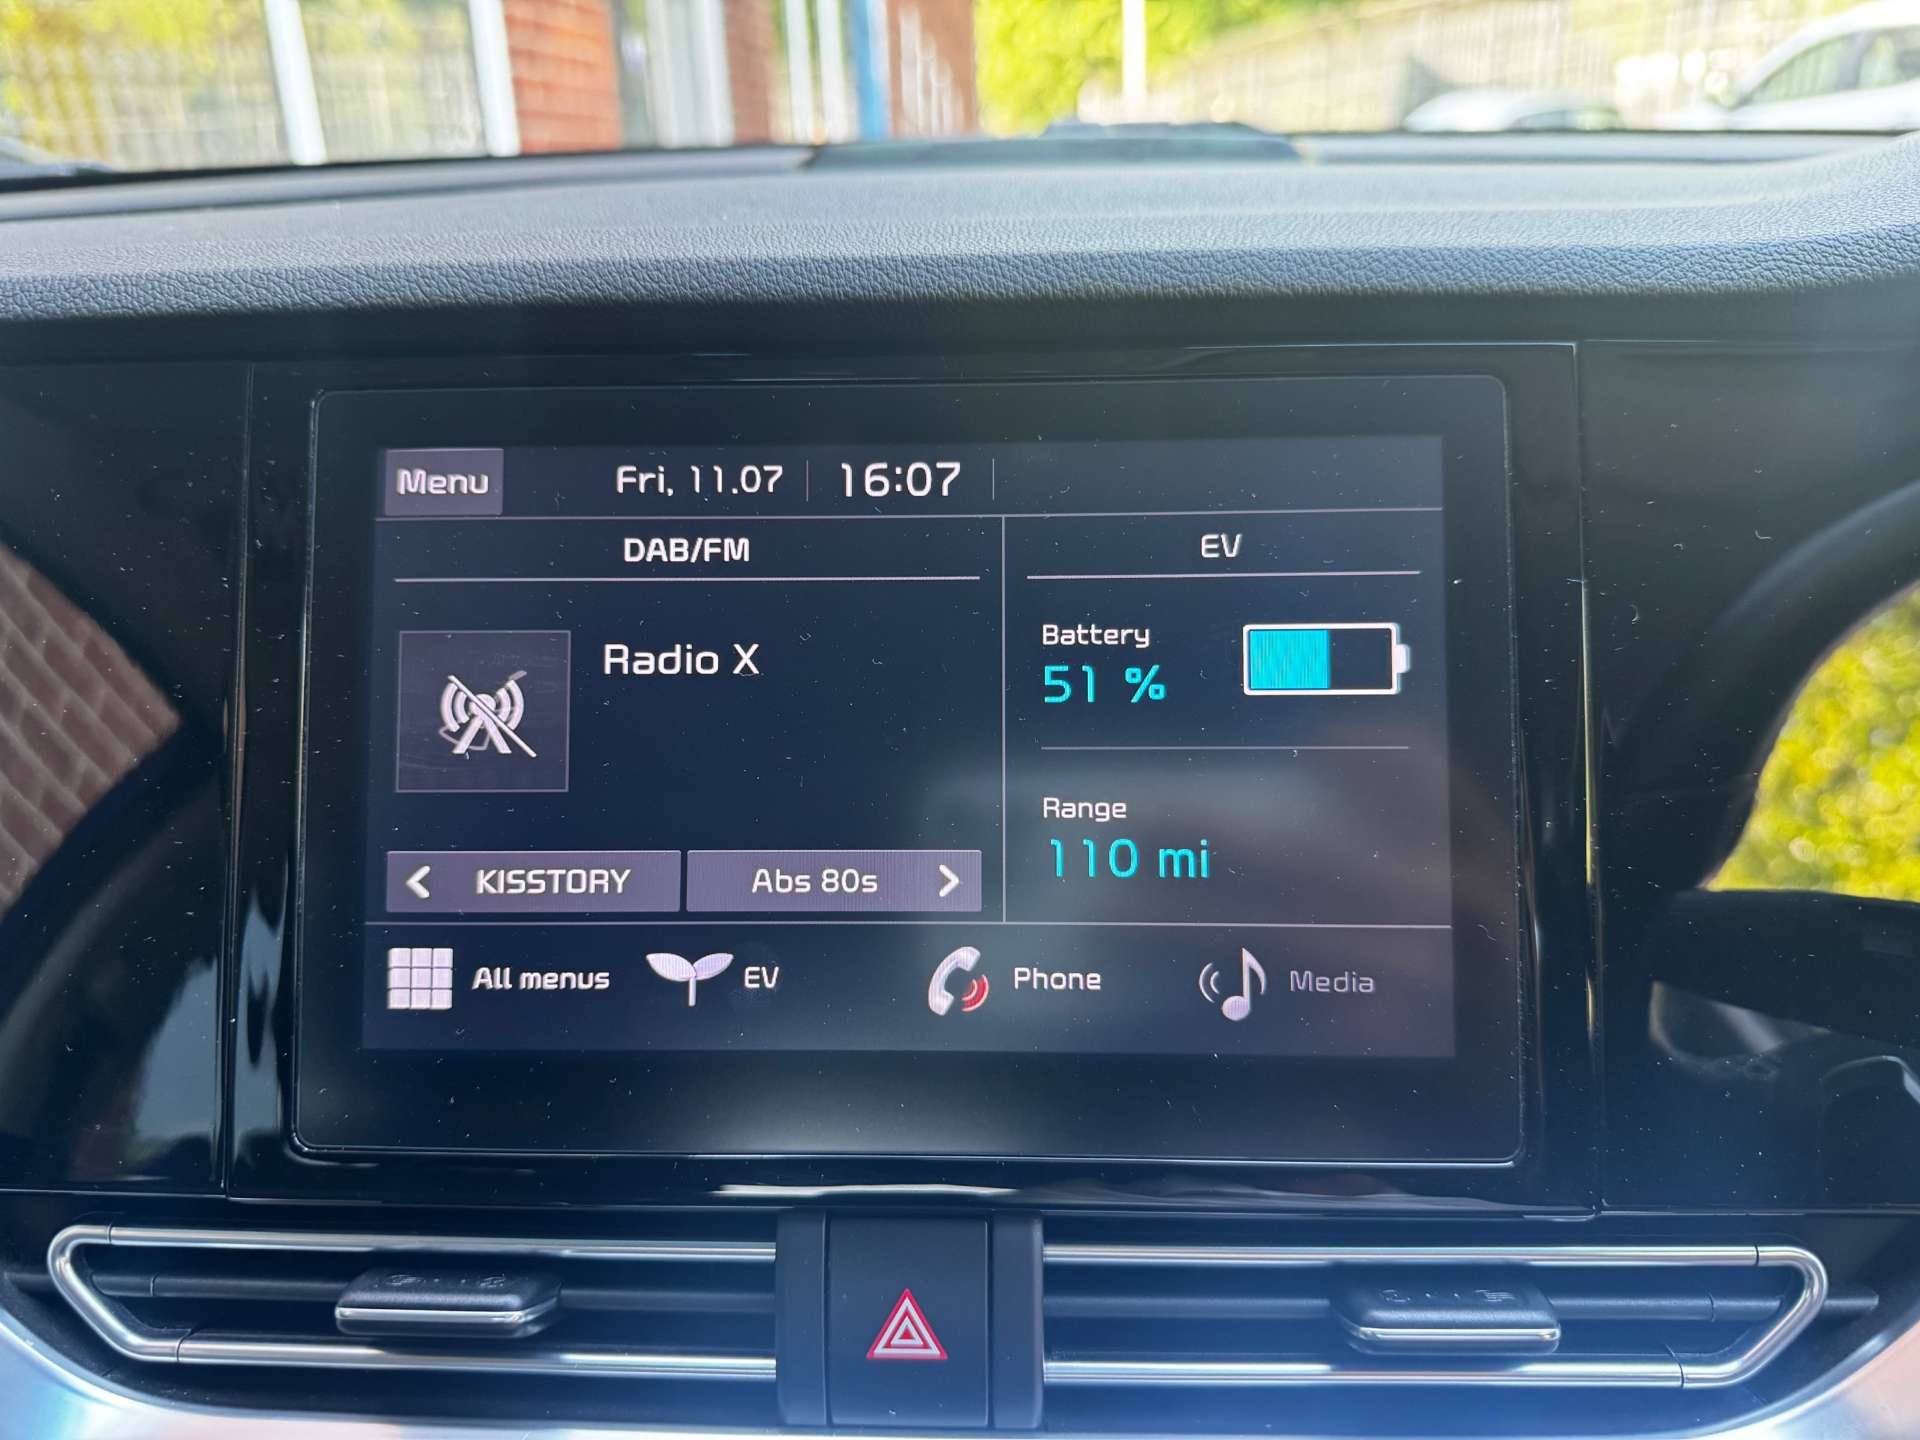 Menu Fri, 11.07 16:07
DAB/FM
EV
Radio X
Battery
51 %
Range
110 mi
KISSTORY Abs 80s
All menus EV Phone Media